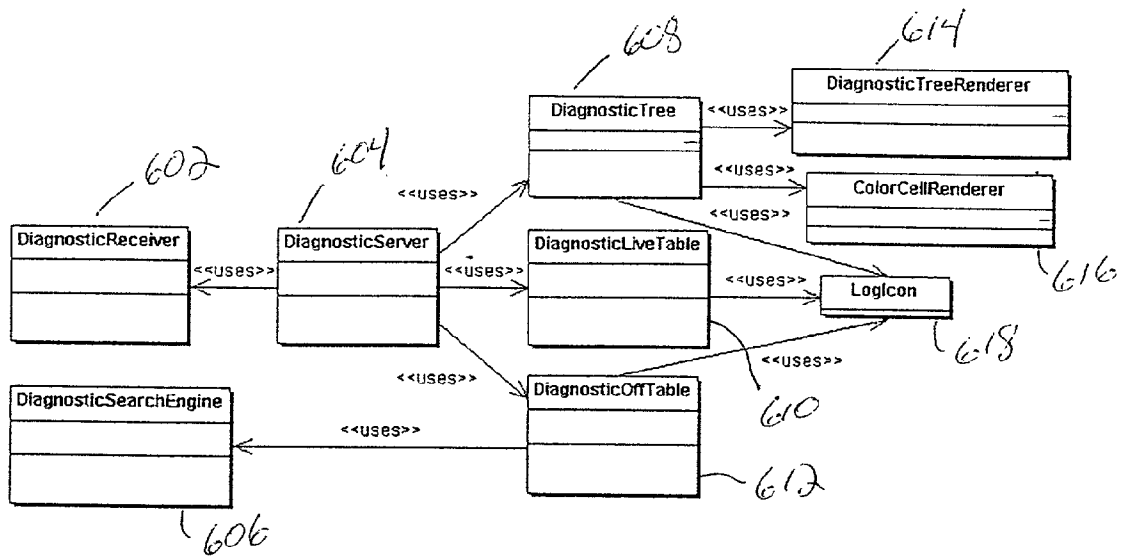 608
614
DiagnosticTree
DiagnosticTreeRenderer
<<uses>>
602
604
<<uses>>
<<uses>>
ColorCellRenderer
<<uses>>
DiagnosticReceiver
DiagnosticServer
DiagnosticLiveTable
<<uses>>
<<uses>>
<<uses>>
LogIcon
616
618
<<uses>>
<<uses>>
610
DiagnosticSearchEngine
DiagnosticOffTable
<<uses>>
612
606